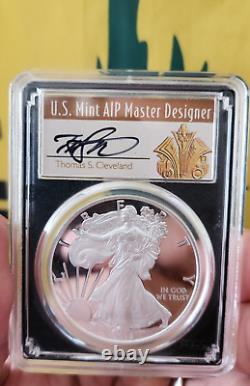 U.S. Mint AIP Master Designer
Thomas S. Cleveland
LIBERTY
IN GOD
WE TRUST